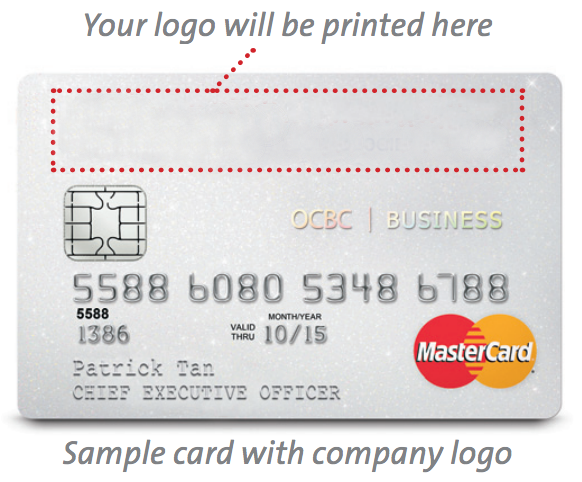 Your logo will be printed here
OCBC | BUSINESS
5588 6080 5348 6788
5588
MONTH/YEAR
1386 VALID THRU 10/15
MasterCard
Patrick Tan
CHIEF EXECUTIVE OFFICER
Sample card with company logo